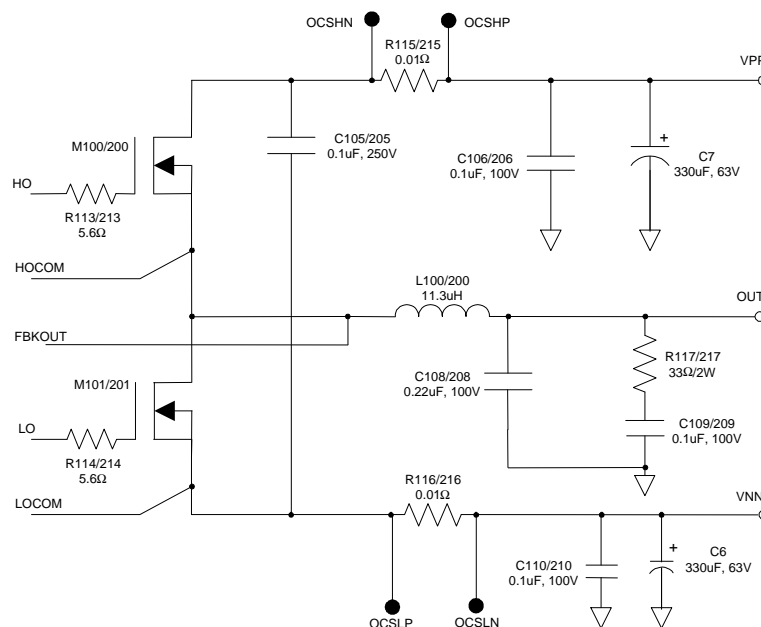 OCSHN
OCSHP
R115/215
0.01Ω
VPP
M100/200
C105/205
0.1uF, 250V
C106/206
0.1uF, 100V
+
C7
330uF, 63V
HO
R113/213
5.6Ω
HOCOM
L100/200
11.3uH
OUT
FBKOUT
R117/217
33Ω/2W
M101/201
C108/208
0.22uF, 100V
C109/209
0.1uF, 100V
LO
R114/214
5.6Ω
R116/216
0.01Ω
LOCOM
VNN
+
C110/210
0.1uF, 100V
C6
330uF, 63V
OCSLP
OCSLN